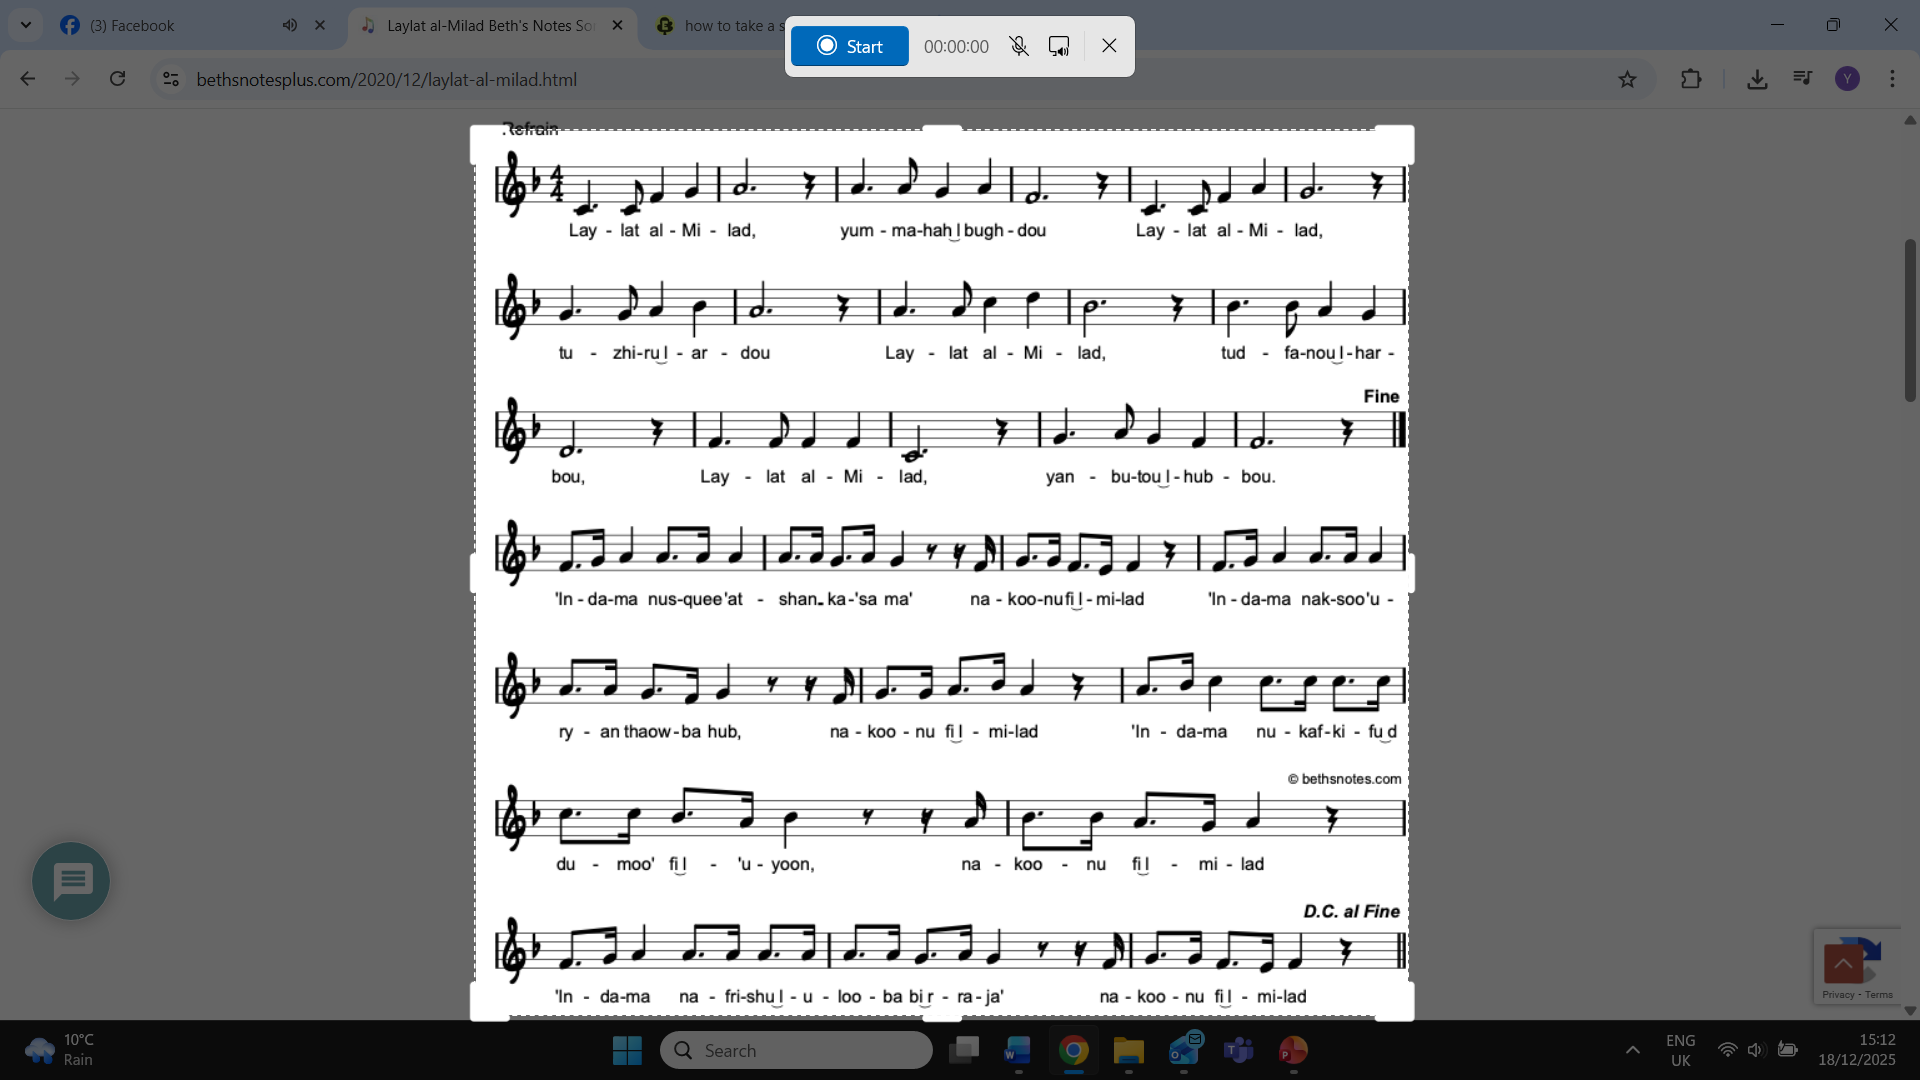 (3) Facebook
Laylat al-Milad Beth's Notes So
how to take a s
Start
00:00:00
bethsnotesplus.com/2020/12/laylat-al-milad.html
Y
Refrain
4
4
Lay - lat al - Mi - lad, yum - ma-hah l bugh - dou Lay - lat al - Mi - lad,
tu - zhi-ru l - ar - dou Lay - lat al - Mi - lad, tud - fa-nou l-har -
Fine
bou, Lay - lat al - Mi - lad, yan - bu-tou l - hub - bou.
'In - da-ma nus-quee 'at - shan. ka-'sa ma' na - koo-nu fi l - mi-lad 'In - da-ma nak-soo 'u -
ry - an thaow - ba hub, na - koo - nu fi l - mi-lad 'In - da-ma nu - kaf-ki - fu d
© bethsnotes.com
du - moo' fi l - 'u - yoon, na - koo - nu fi l - mi - lad
D.C. al Fine
'In - da-ma na - fri-shu l - u - loo - ba bi r - ra - ja' na - koo - nu fi l - mi-lad
Privacy - Terms
10°C
Rain
Search
ENG
UK
15:12
18/12/2025